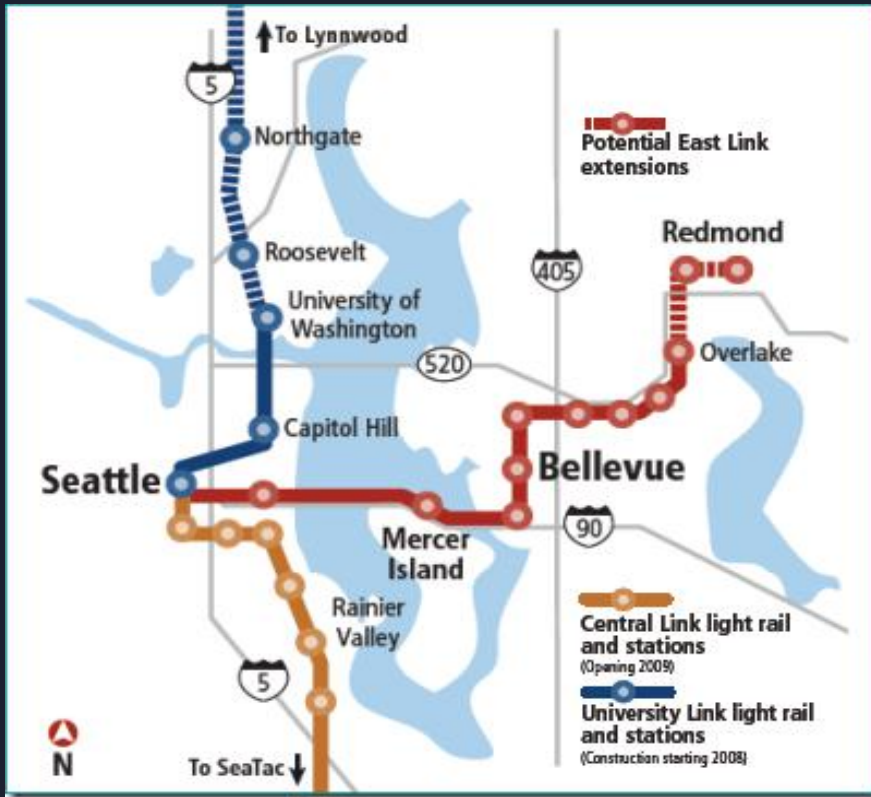 To Lynnwood
5
Northgate
Potential East Link
extensions
Roosevelt
Redmond
405
University of
Washington
520
Overlake
Capitol Hill
Seattle
Bellevue
90
Mercer
Island
Rainier
Valley
Central Link light rail
and stations
(Opening 2009)
5
University Link light rail
and stations
(Construction starting 2008)
N
To SeaTac